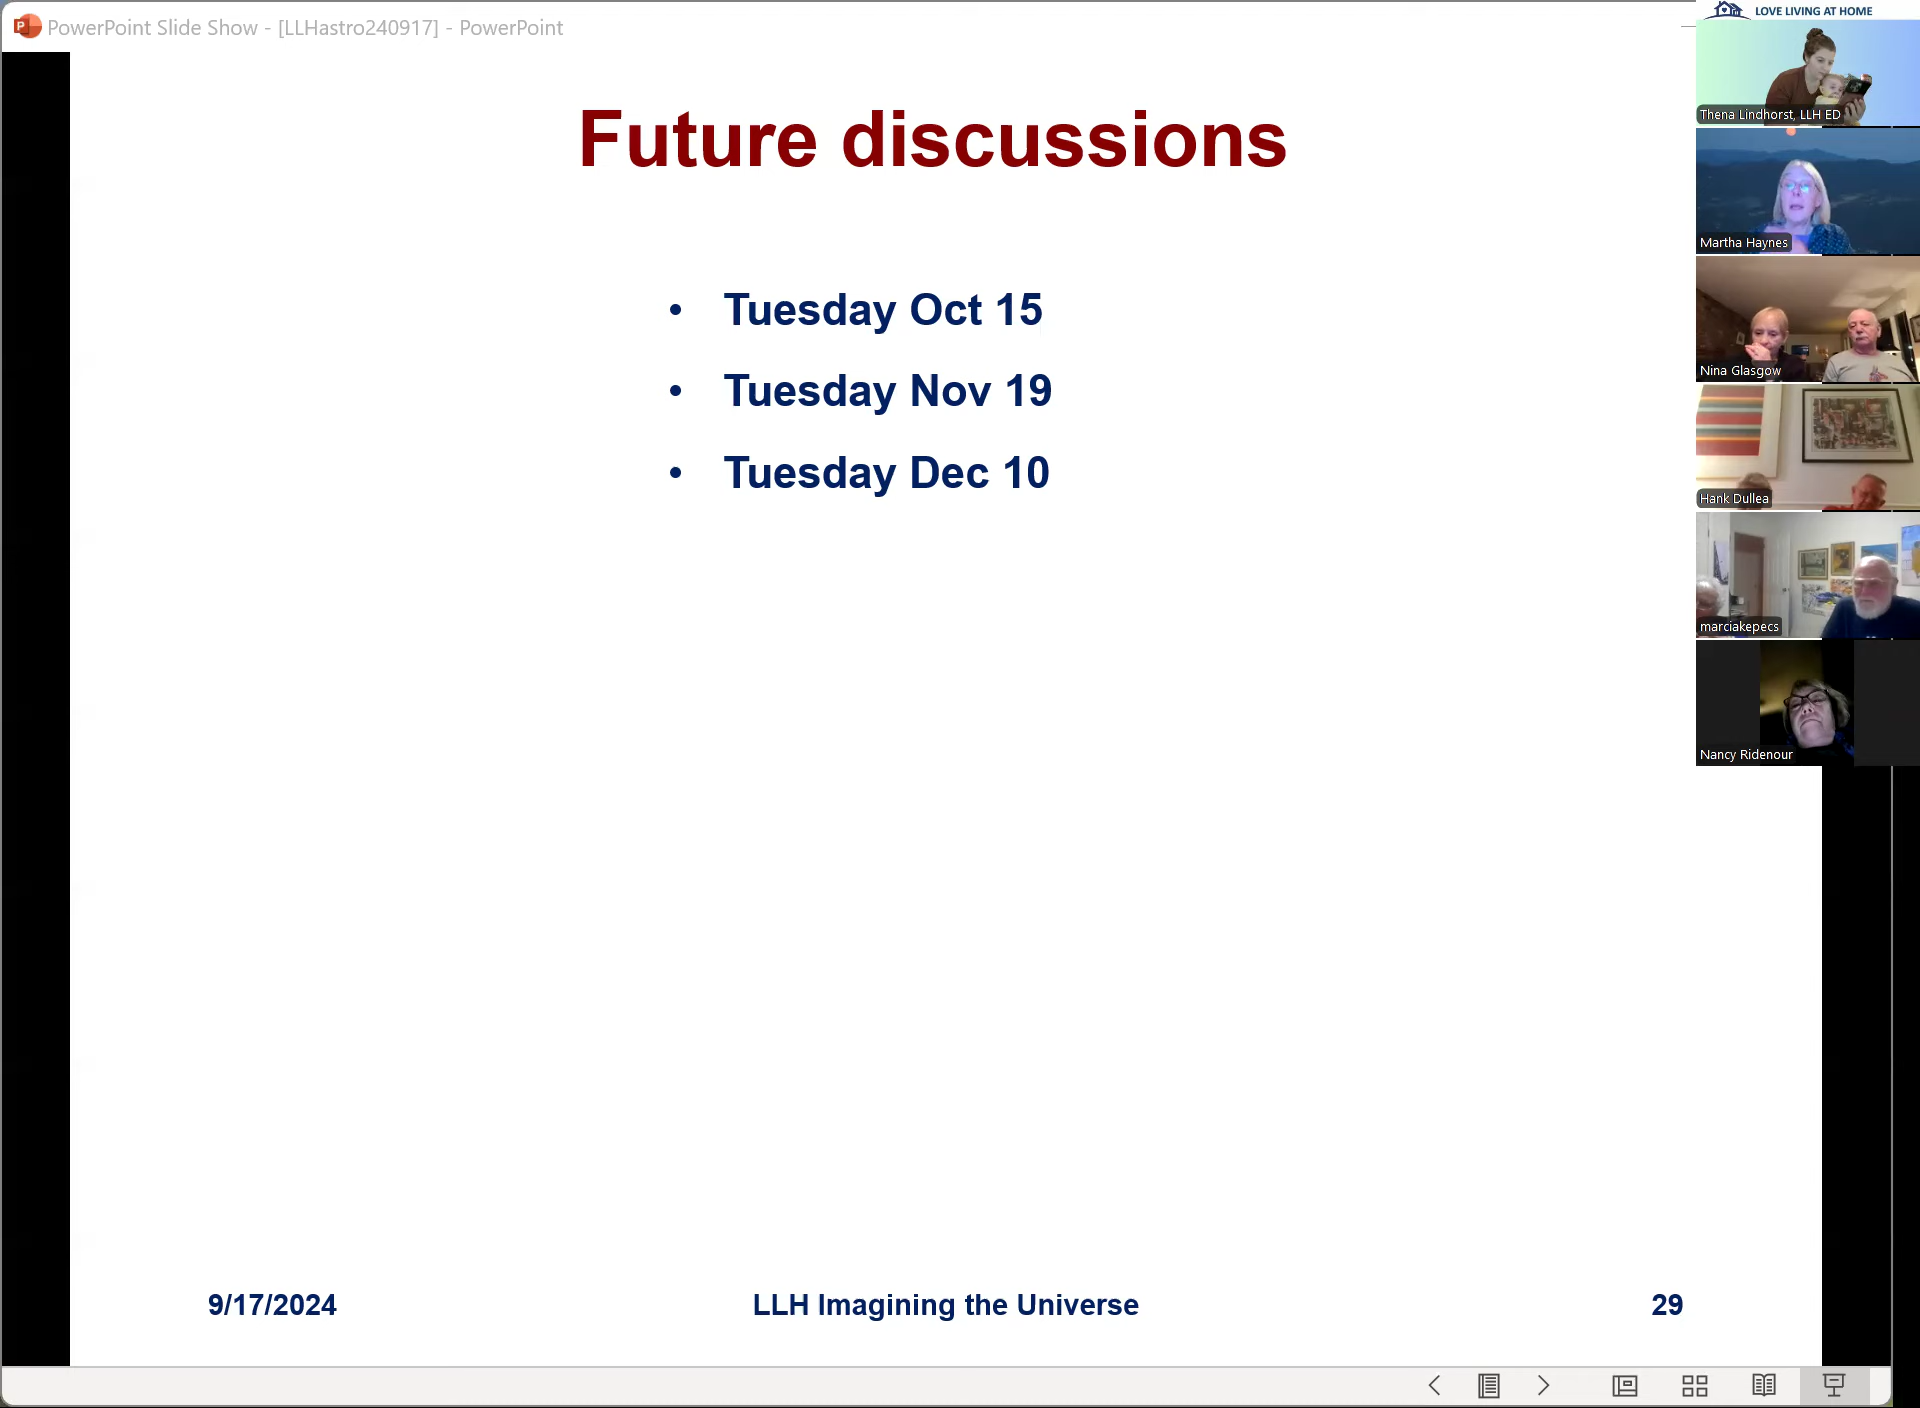 PowerPoint Slide Show - [LLHastro240917] - PowerPoint
LOVE LIVING AT HOME
Thena Lindhorst, LLH ED
Martha Haynes
Nina Glasgow
Hank Dullea
marciakepecs
Nancy Ridenour
Future discussions
• Tuesday Oct 15
• Tuesday Nov 19
• Tuesday Dec 10
9/17/2024
LLH Imagining the Universe
29